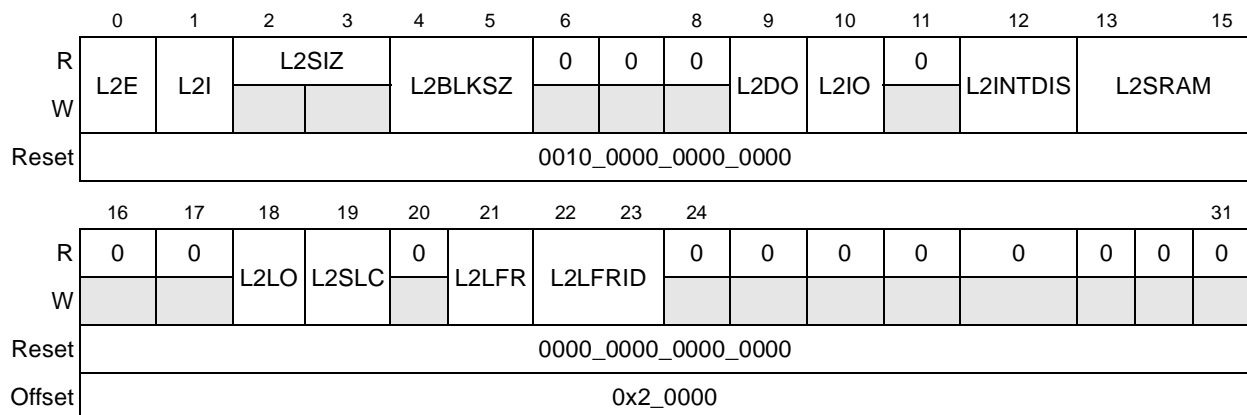 0 1 2 3 4 5 6 8 9 10 11 12 13 15
R L2E L2I L2SIZ L2BLKSZ 0 0 0 L2DO L2IO 0 L2INTDIS L2SRAM
W
Reset 0010_0000_0000_0000
16 17 18 19 20 21 22 23 24 31
R 0 0 L2LO L2SLC 0 L2LFR L2LFRID 0 0 0 0 0 0 0 0
W
Reset 0000_0000_0000_0000
Offset 0x2_0000